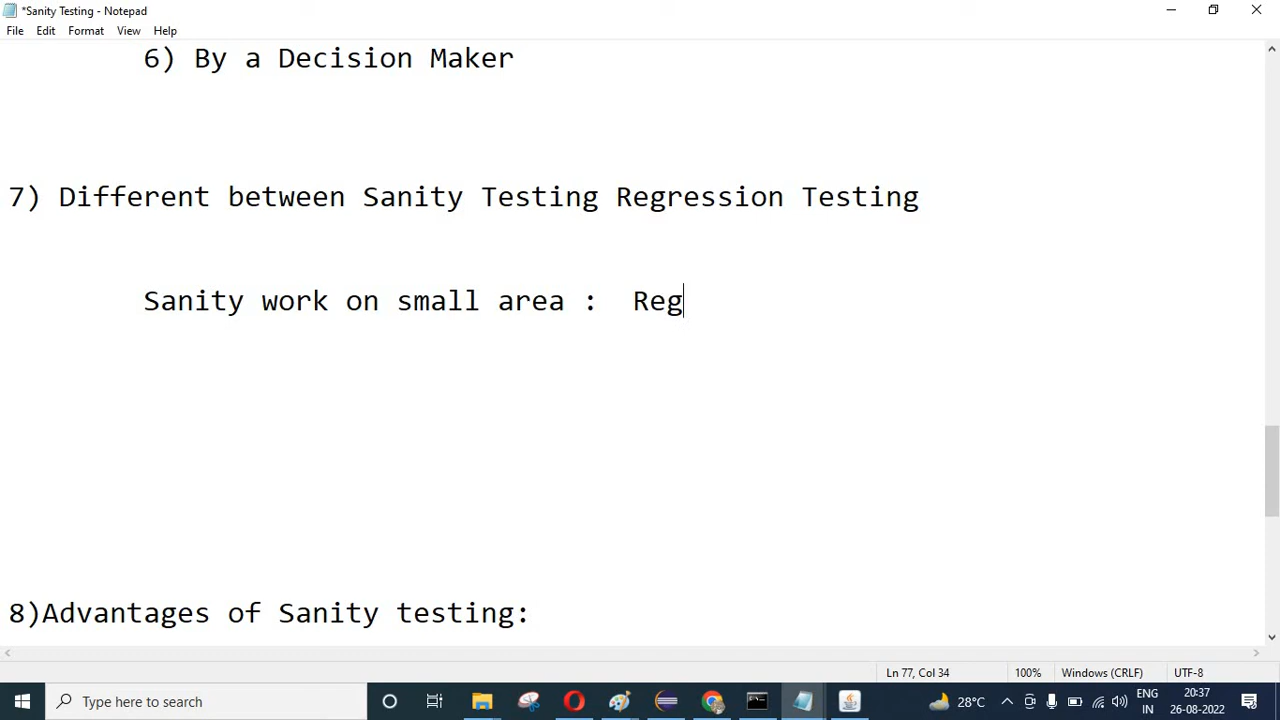 *Sanity Testing - Notepad
File Edit Format View Help
6) By a Decision Maker
7) Different between Sanity Testing Regression Testing
Sanity work on small area :  Reg
8)Advantages of Sanity testing:
Ln 77, Col 34 100% Windows (CRLF) UTF-8
Type here to search 28°C ENG 20:37
IN 26-08-2022